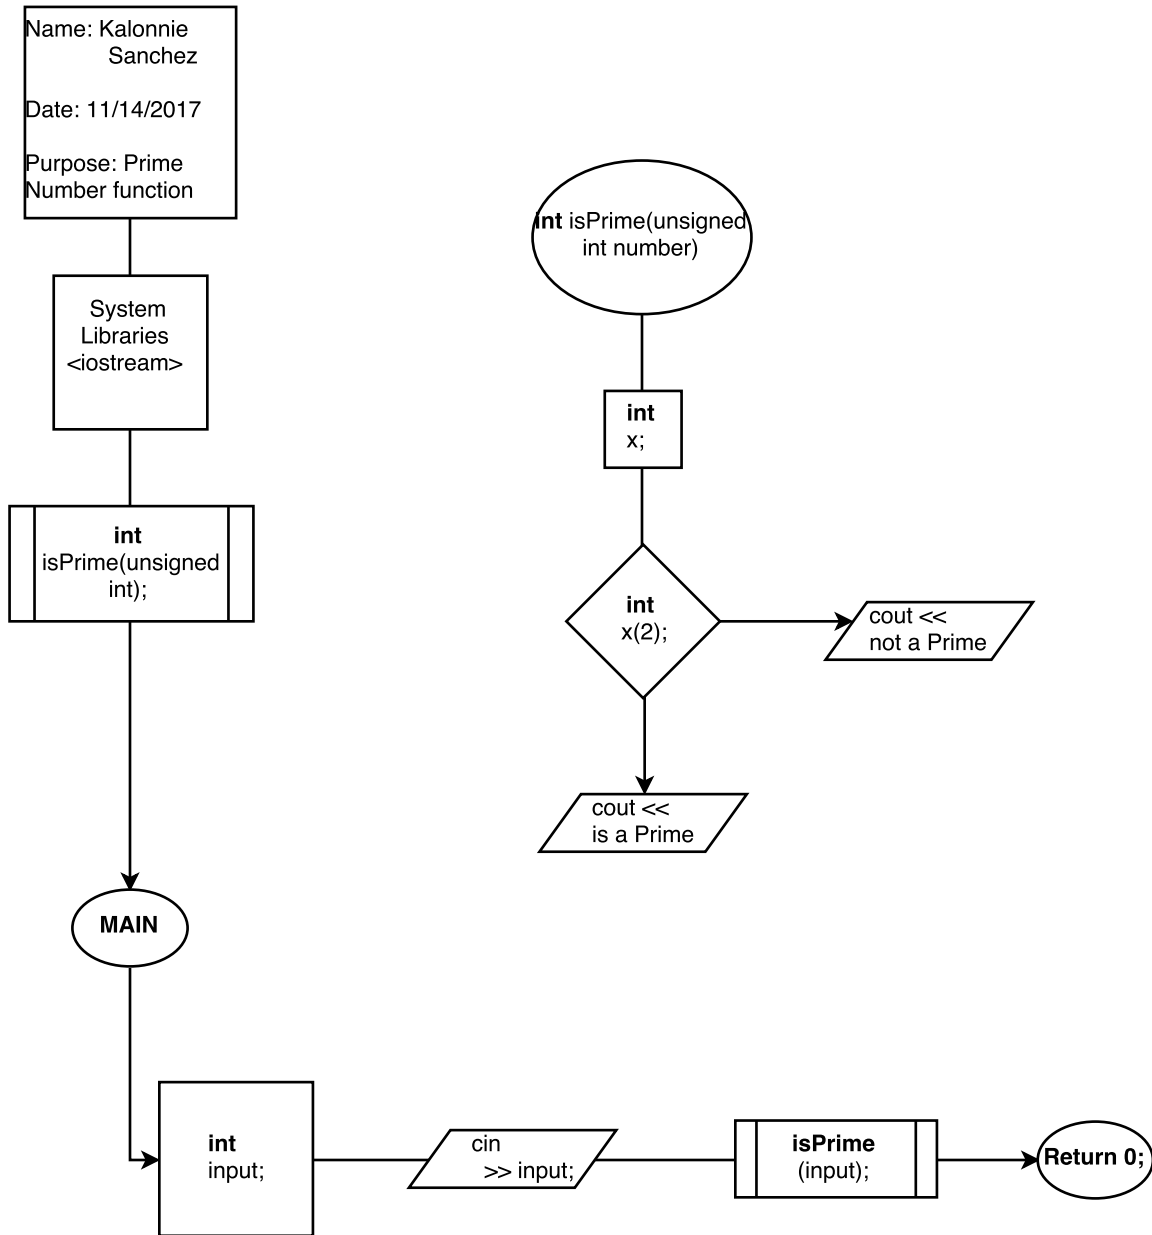 Name: Kalonnie
Sanchez
Date: 11/14/2017
Purpose: Prime
Number function
System
Libraries
<iostream>
int
isPrime(unsigned
int);
MAIN
int
input;
cin
>> input;
isPrime
(input);
Return 0;
int isPrime(unsigned
int number)
int
x;
int
x(2);
cout <<
not a Prime
cout <<
is a Prime